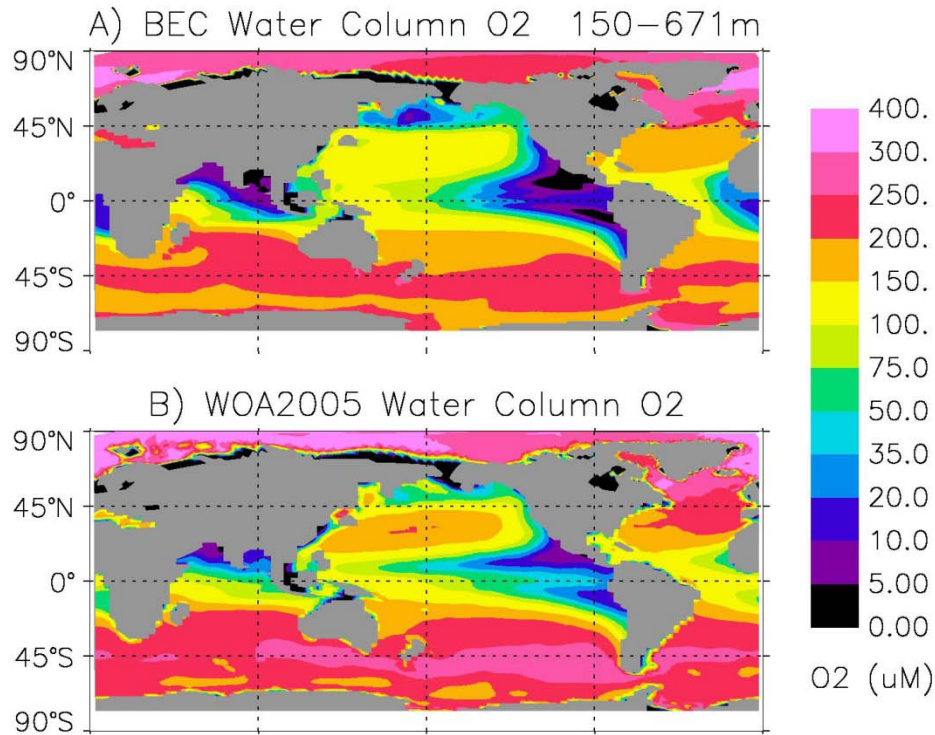 A) BEC Water Column O2 150-671m
90°N
45°N
0°
45°S
90°S
B) WOA2005 Water Column O2
90°N
45°N
0°
45°S
90°S
400.
300.
250.
200.
150.
100.
75.0
50.0
35.0
20.0
10.0
5.00
0.00
O2 (uM)